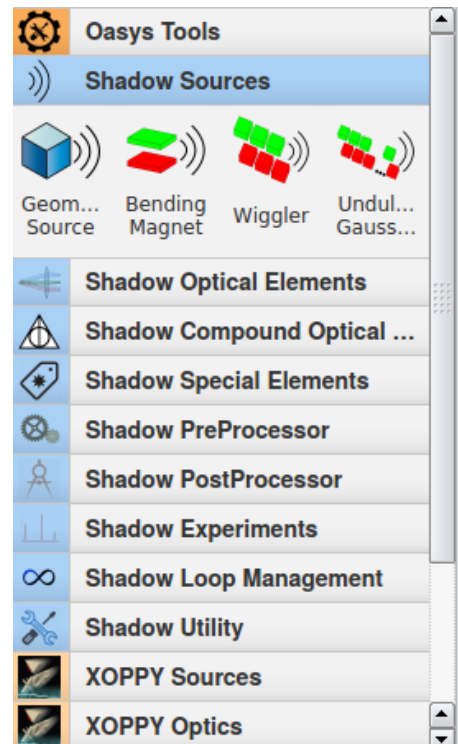 Oasys Tools
Shadow Sources
Geom... Bending Wiggler Undul...
Source Magnet Gauss...
Shadow Optical Elements
Shadow Compound Optical ...
Shadow Special Elements
Shadow PreProcessor
Shadow PostProcessor
Shadow Experiments
Shadow Loop Management
Shadow Utility
XOPPY Sources
XOPPY Optics